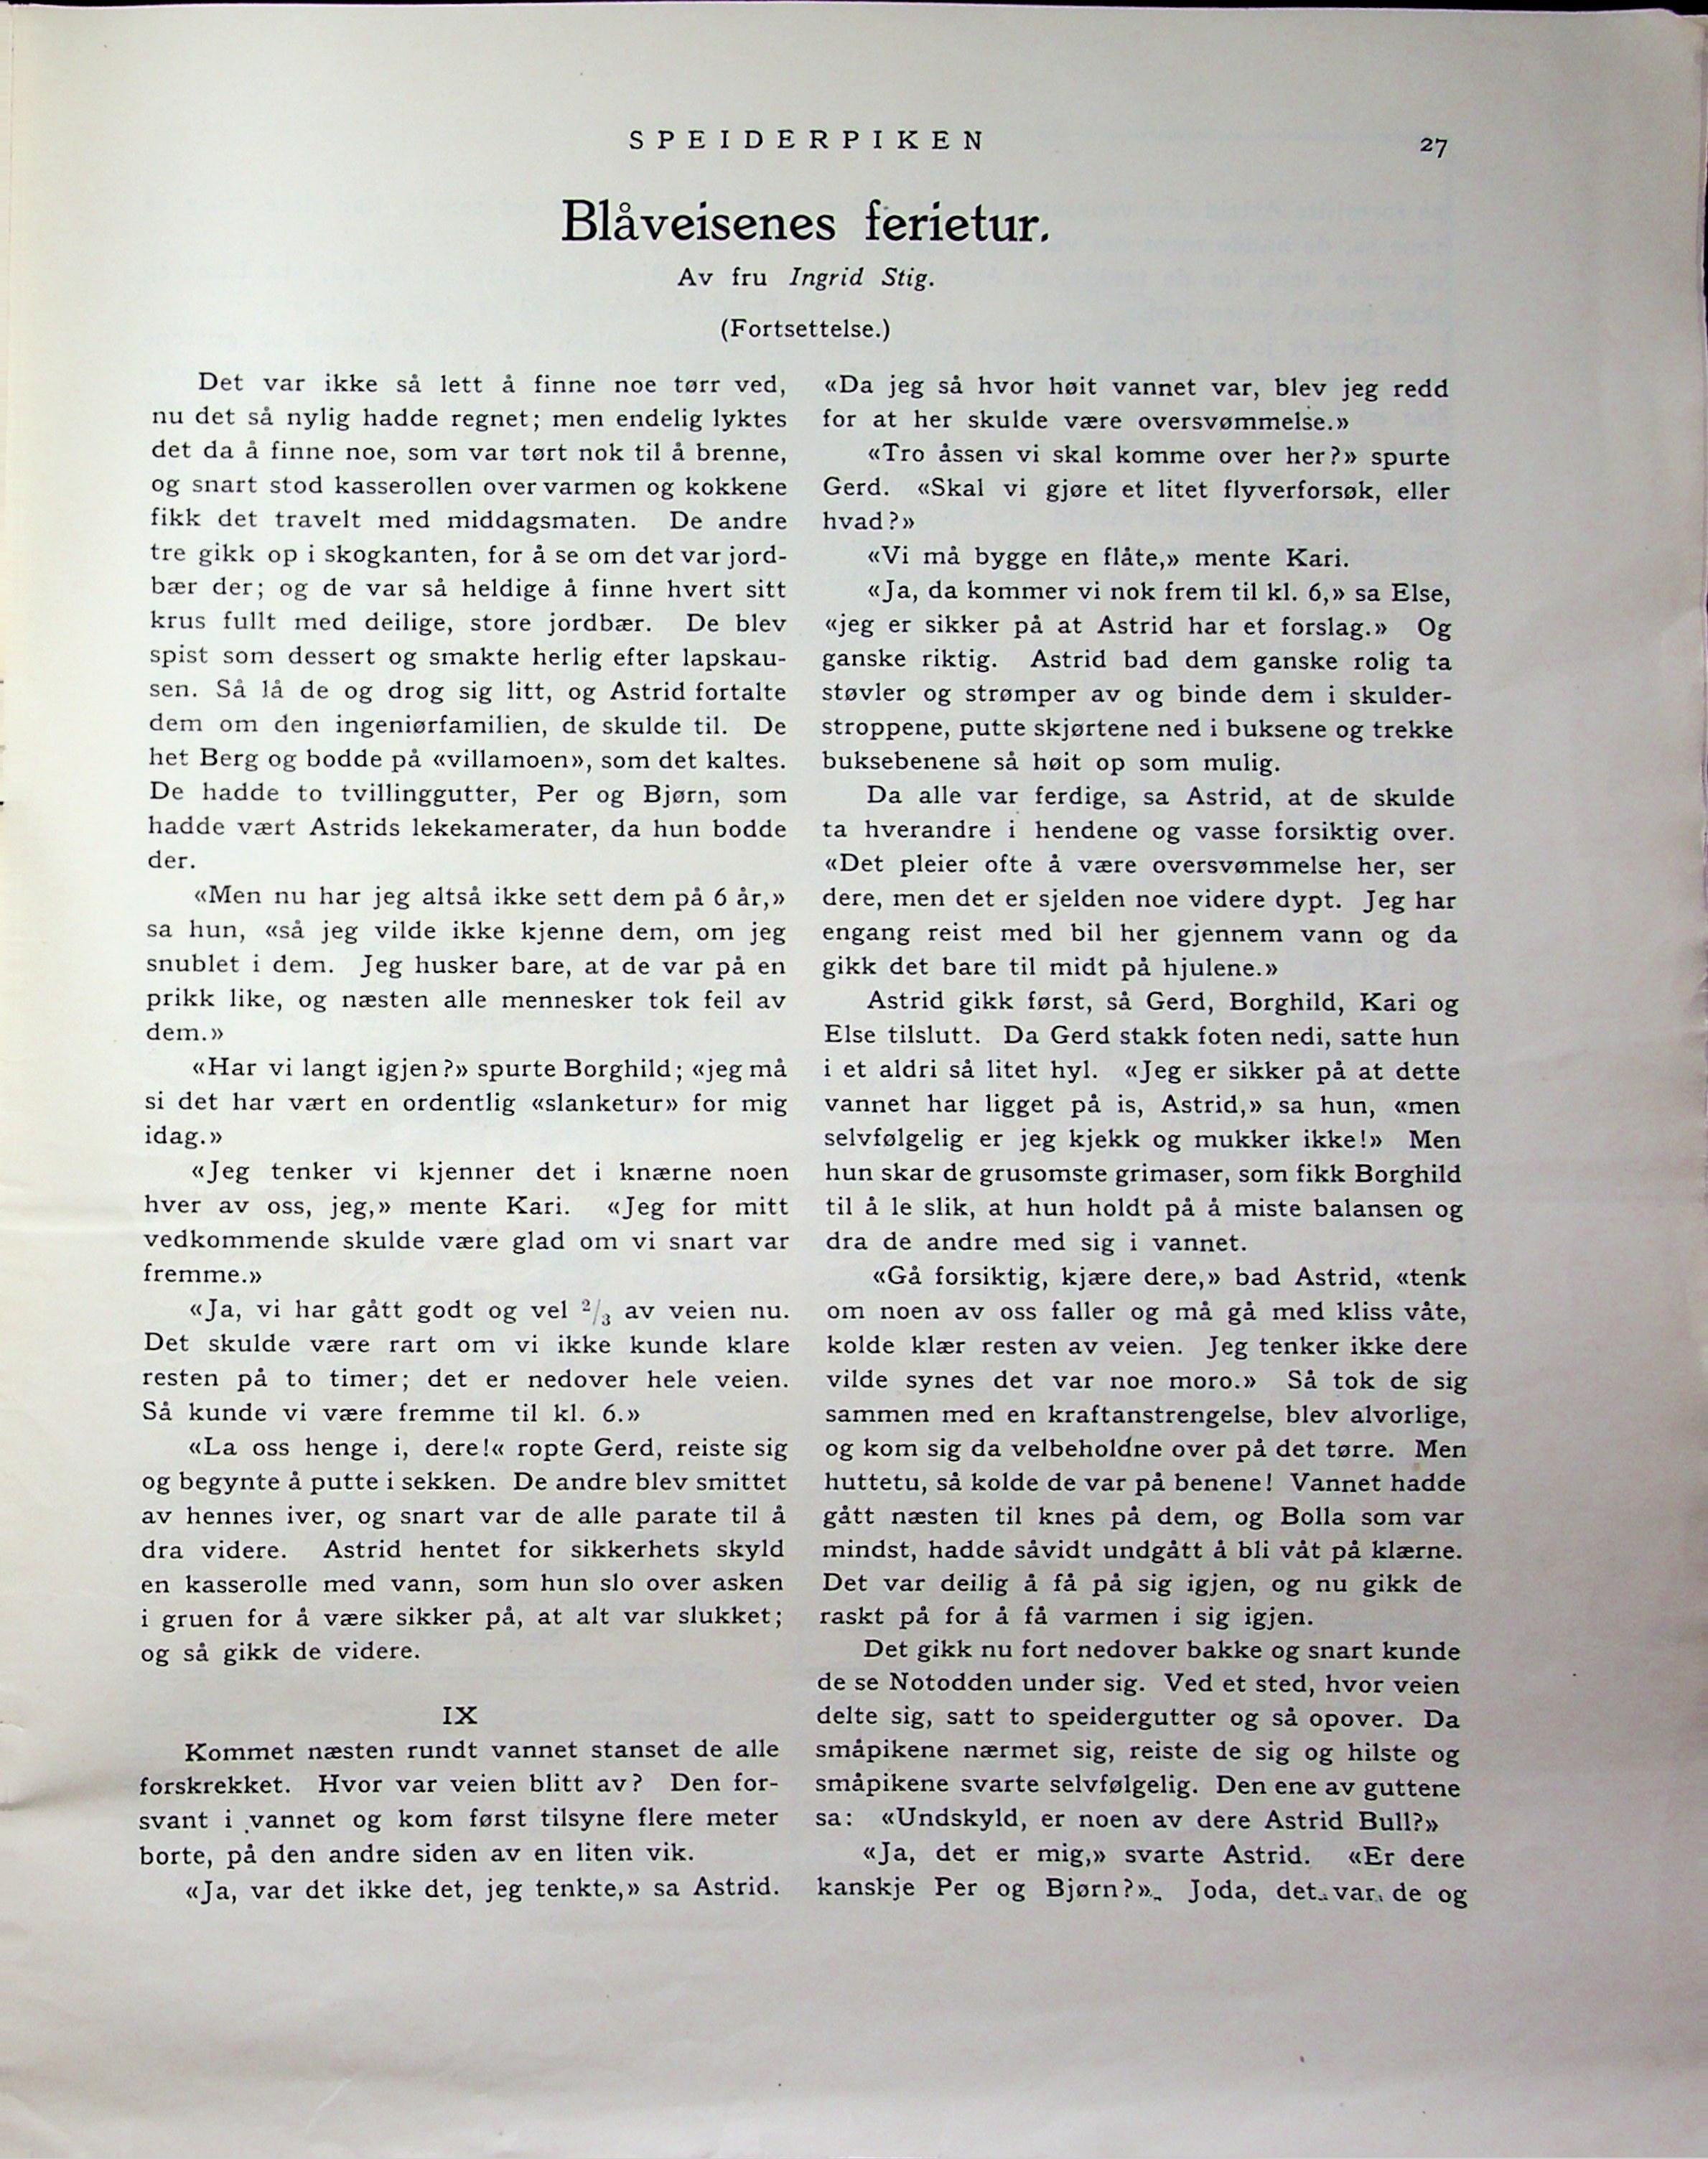 SPEIDERPIKEN
27
Blåveisenes ferietur.
Av fru Ingrid Stig.
(Fortsettelse.)
Det var ikke så lett å finne noe tørr ved,
nu det så nylig hadde regnet; men endelig lyktes
det da å finne noe, som var tørt nok til å brenne,
og snart stod kasserollen over varmen og kokkene
fikk det travelt med middagsmaten. De andre
tre gikk op i skogkanten, for å se om det var jord-
bær der; og de var så heldige å finne hvert sitt
krus fullt med deilige, store jordbær. De blev
spist som dessert og smakte herlig efter lapskau-
sen. Så lå de og drog sig litt, og Astrid fortalte
dem om den ingeniørfamilien, de skulde til. De
het Berg og bodde på «villamoen», som det kaltes.
De hadde to tvillinggutter, Per og Bjørn, som
hadde vært Astrids lekekamerater, da hun bodde
der.
«Men nu har jeg altså ikke sett dem på 6 år,»
sa hun, «så jeg vilde ikke kjenne dem, om jeg
snublet i dem. Jeg husker bare, at de var på en
prikk like, og næsten alle mennesker tok feil av
dem.»
«Har vi langt igjen?» spurte Borghild; «jeg må
si det har vært en ordentlig «slanketur» for mig
idag.»
«Jeg tenker vi kjenner det i knærne noen
hver av oss, jeg,» mente Kari. «Jeg for mitt
vedkommende skulde være glad om vi snart var
fremme.»
«Ja, vi har gått godt og vel 2/3 av veien nu.
Det skulde være rart om vi ikke kunde klare
resten på to timer; det er nedover hele veien.
Så kunde vi være fremme til kl. 6.»
«La oss henge i, dere!« ropte Gerd, reiste sig
og begynte å putte i sekken. De andre blev smittet
av hennes iver, og snart var de alle parate til å
dra videre. Astrid hentet for sikkerhets skyld
en kasserolle med vann, som hun slo over asken
i gruen for å være sikker på, at alt var slukket;
og så gikk de videre.
IX
Kommet næsten rundt vannet stanset de alle
forskrekket. Hvor var veien blitt av? Den for-
svant i vannet og kom først tilsyne flere meter
borte, på den andre siden av en liten vik.
«Ja, var det ikke det, jeg tenkte,» sa Astrid.
«Da jeg så hvor høit vannet var, blev jeg redd
for at her skulde være oversvømmelse.»
«Tro åssen vi skal komme over her?» spurte
Gerd. «Skal vi gjøre et litet flyverforsøk, eller
hvad?»
«Vi må bygge en flåte,» mente Kari.
«Ja, da kommer vi nok frem til kl. 6,» sa Else,
«jeg er sikker på at Astrid har et forslag.» Og
ganske riktig. Astrid bad dem ganske rolig ta
støvler og strømper av og binde dem i skulder-
stroppene, putte skjørtene ned i buksene og trekke
buksebenene så høit op som mulig.
Da alle var ferdige, sa Astrid, at de skulde
ta hverandre i hendene og vasse forsiktig over.
«Det pleier ofte å være oversvømmelse her, ser
dere, men det er sjelden noe videre dypt. Jeg har
engang reist med bil her gjennem vann og da
gikk det bare til midt på hjulene.»
Astrid gikk først, så Gerd, Borghild, Kari og
Else tilslutt. Da Gerd stakk foten nedi, satte hun
i et aldri så litet hyl. «Jeg er sikker på at dette
vannet har ligget på is, Astrid,» sa hun, «men
selvfølgelig er jeg kjekk og mukker ikke!» Men
hun skar de grusomste grimaser, som fikk Borghild
til å le slik, at hun holdt på å miste balansen og
dra de andre med sig i vannet.
«Gå forsiktig, kjære dere,» bad Astrid, «tenk
om noen av oss faller og må gå med kliss våte,
kolde klær resten av veien. Jeg tenker ikke dere
vilde synes det var noe moro.» Så tok de sig
sammen med en kraftanstrengelse, blev alvorlige,
og kom sig da velbeholdne over på det tørre. Men
huttetu, så kolde de var på benene! Vannet hadde
gått næsten til knes på dem, og Bolla som var
mindst, hadde såvidt undgått å bli våt på klærne.
Det var deilig å få på sig igjen, og nu gikk de
raskt på for å få varmen i sig igjen.
Det gikk nu fort nedover bakke og snart kunde
de se Notodden under sig. Ved et sted, hvor veien
delte sig, satt to speidergutter og så opover. Da
småpikene nærmet sig, reiste de sig og hilste og
småpikene svarte selvfølgelig. Den ene av guttene
sa: «Undskyld, er noen av dere Astrid Bull?»
«Ja, det er mig,» svarte Astrid. «Er dere
kanskje Per og Bjørn?» Joda, det var de og